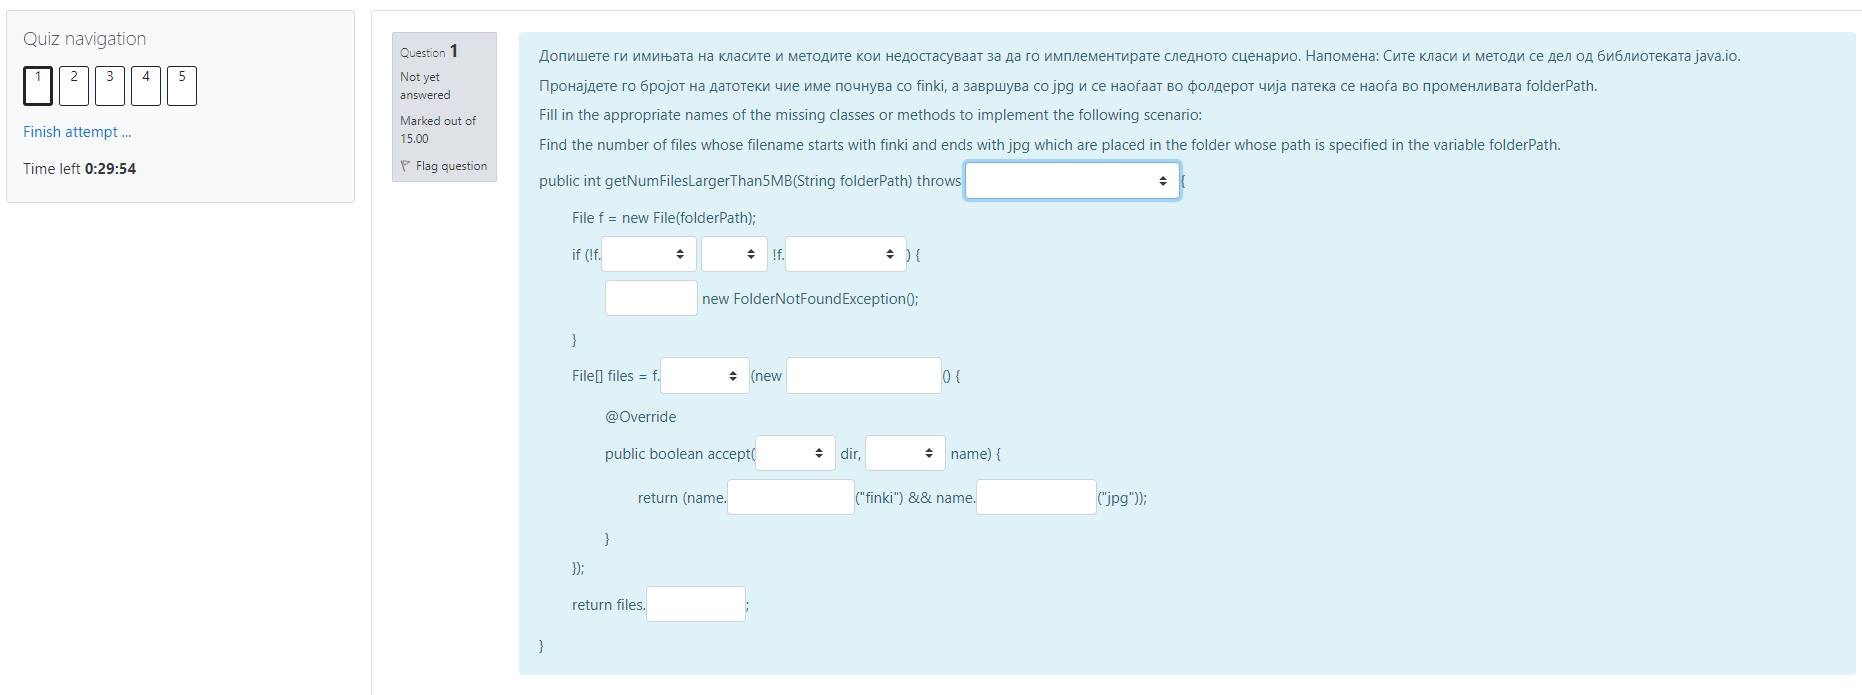 Quiz navigation
1 2 3 4 5
Finish attempt ...
Time left 0:29:54
Question 1
Not yet
answered
Marked out of
15.00
Flag question
Допишете ги имињата на класите и методите кои недостасуваат за да го имплементирате следното сценарио. Напомена: Сите класи и методи се дел од библиотеката java.io.
Пронајдете го бројот на датотеки чие име почнува со finki, а завршува со jpg и се наоѓаат во фолдерот чија патека се наоѓа во променливата folderPath.
Fill in the appropriate names of the missing classes or methods to implement the following scenario:
Find the number of files whose filename starts with finki and ends with jpg which are placed in the folder whose path is specified in the variable folderPath.
public int getNumFilesLargerThan5MB(String folderPath) throws {
File f = new File(folderPath);
if (!f. !f. ) {
new FolderNotFoundException();
}
File[] files = f. (new () {
@Override
public boolean accept( dir, name) {
return (name. ("finki") && name. ("jpg"));
}
});
return files. ;
}